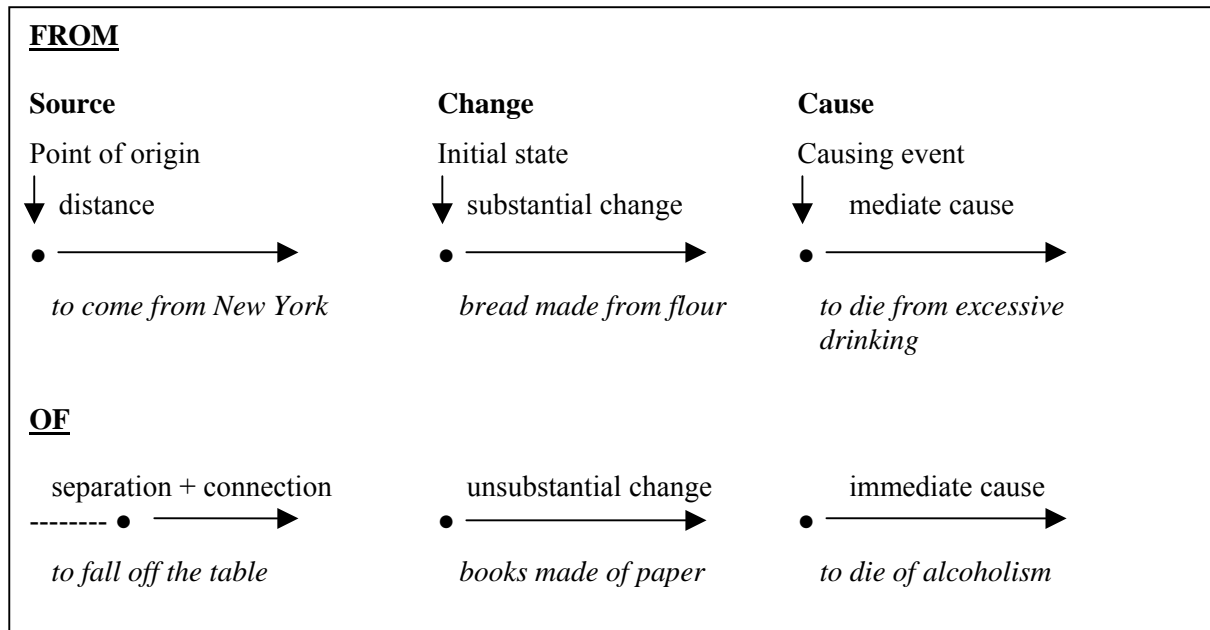 FROM
Source Change Cause
Point of origin Initial state Causing event
distance substantial change mediate cause
to come from New York bread made from flour to die from excessive
drinking
OF
separation + connection unsubstantial change immediate cause
to fall off the table books made of paper to die of alcoholism